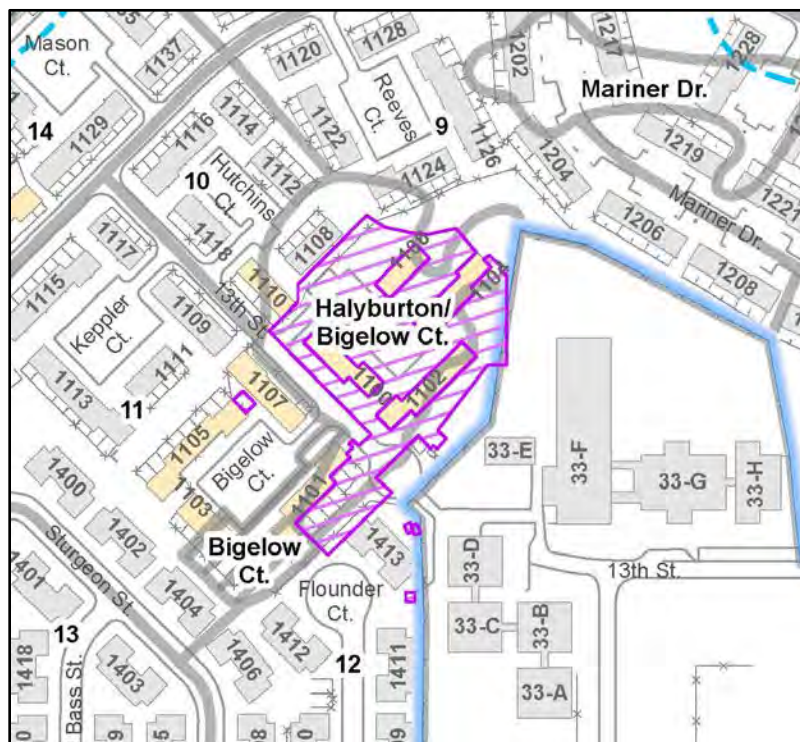 Mason
Ct.
1137
1120
1128
1202
1217
1228
14
1129
1116
1114
1122
Reeves
Ct.
9
1126
Mariner Dr.
1219
10
Hutchins
Ct.
1112
1124
1204
1221
Mariner Dr.
1117
1118
1108
1106
1206
1208
1115
Keppler
Ct.
1109
13th St.
1110
1104
Halyburton/
Bigelow Ct.
1113
1111
1107
1100
1102
11
1105
Bigelow
Ct.
33-E
33-F
33-G
33-H
1400
1103
1101
1402
Bigelow
Ct.
1413
33-D
13th St.
1401
Sturgeon St.
1404
Flounder
Ct.
33-C
33-B
13
1418
Bass St.
1403
1406
1412
12
1411
33-A